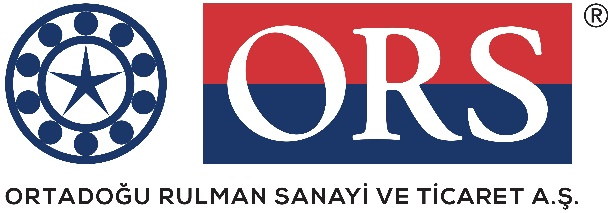 ORS ®
ORTADOĞU RULMAN SANAYİ VE TİCARET A.Ş.